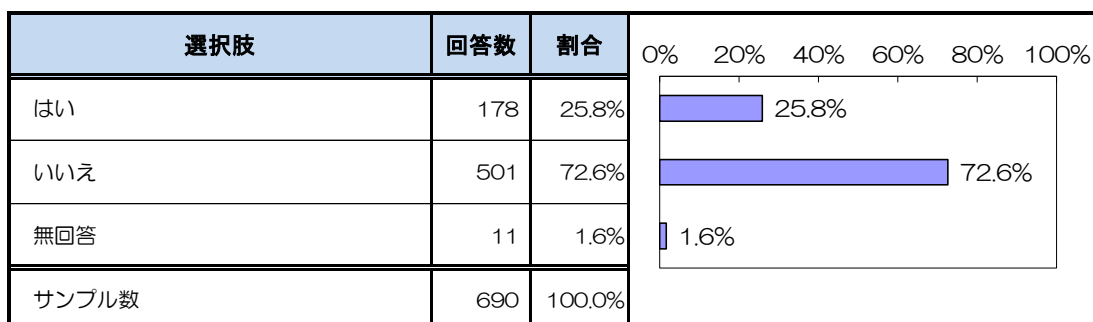 選択肢 回答数 割合
はい 178 25.8%
いいえ 501 72.6%
無回答 11 1.6%
サンプル数 690 100.0%
0% 20% 40% 60% 80% 100%
25.8%
72.6%
1.6%